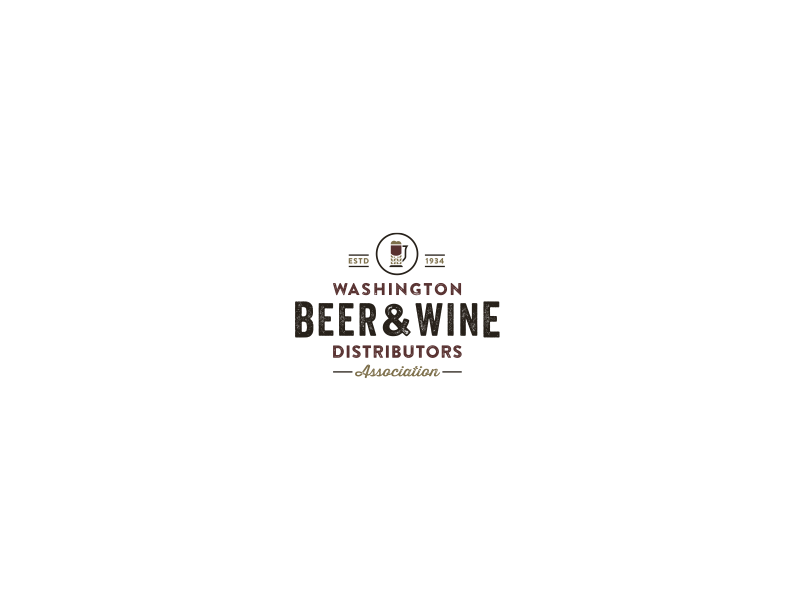 ESTD 1934
WASHINGTON
BEER & WINE
DISTRIBUTORS
Association